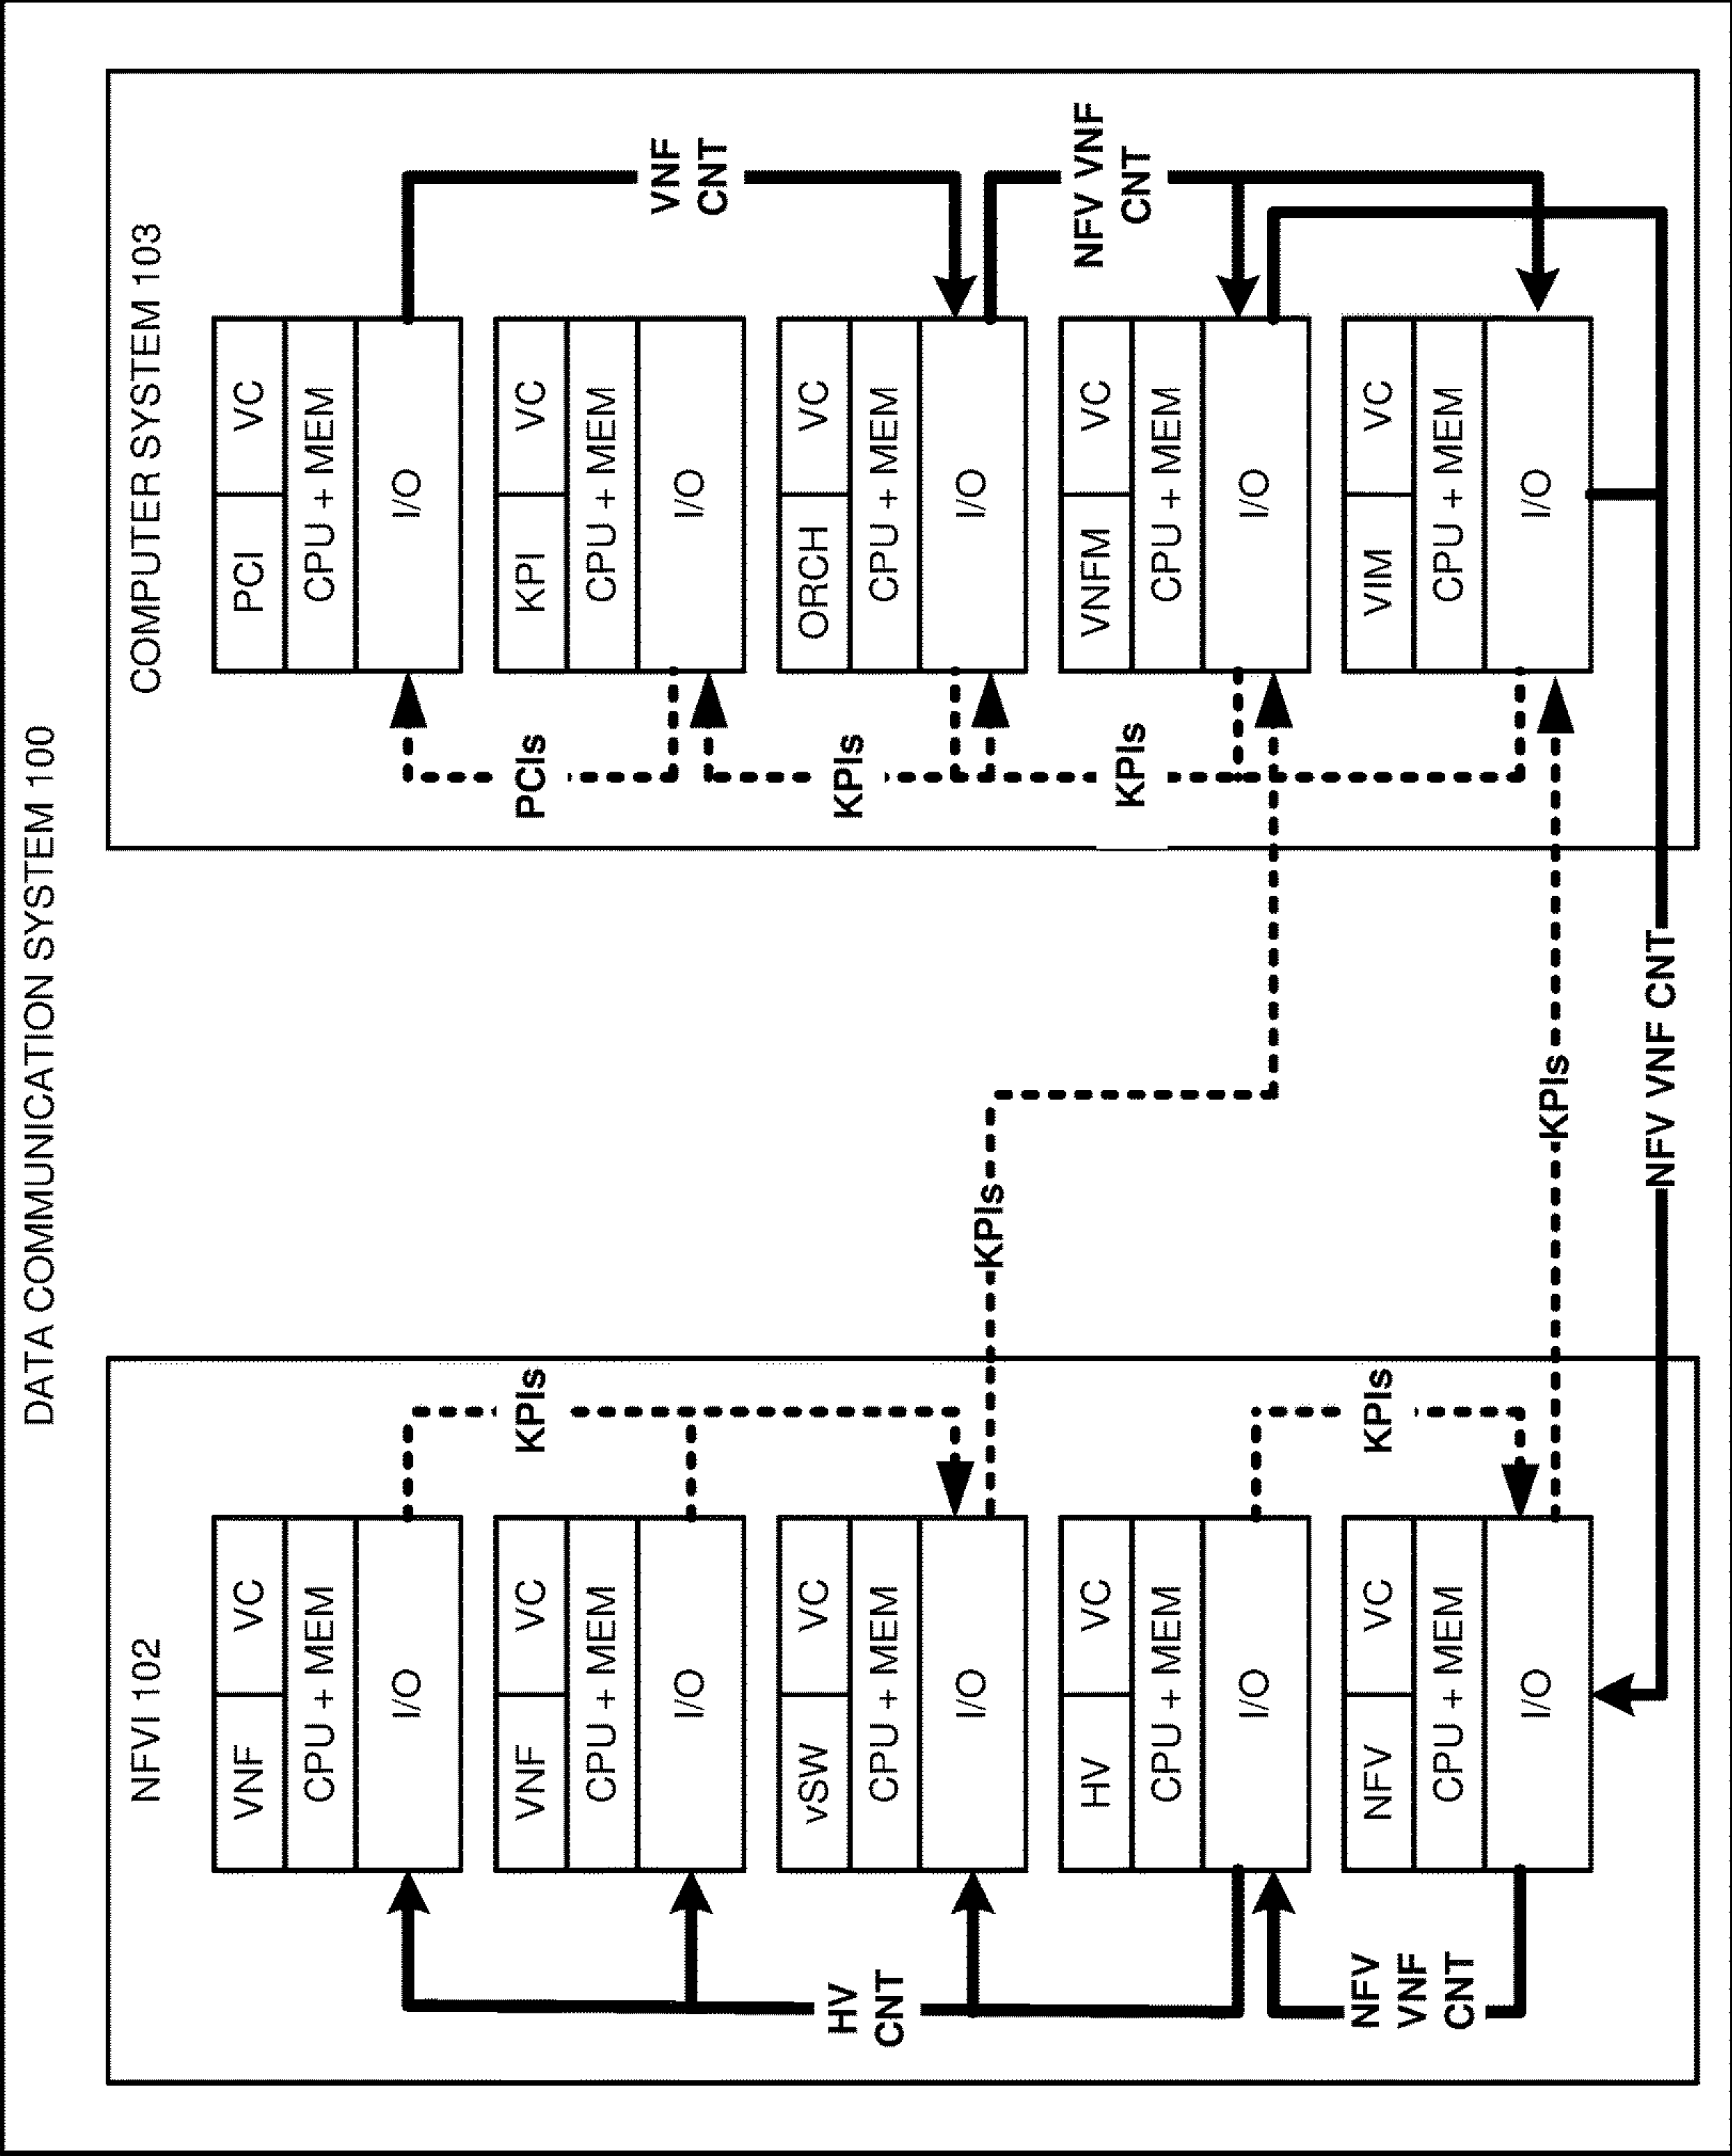 DATA COMMUNICATION SYSTEM 100
NFVI 102
VNF VC
CPU + MEM
I/O
VNF VC
CPU + MEM
I/O
vSW VC
CPU + MEM
I/O
HV VC
CPU + MEM
I/O
NFV VC
CPU + MEM
I/O
HV
CNT
NFV
VNF
CNT
KPIs
KPIs
KPIs
KPIs
NFV VNF CNT
COMPUTER SYSTEM 103
PCI VC
CPU + MEM
I/O
KPI VC
CPU + MEM
I/O
ORCH VC
CPU + MEM
I/O
VNFM VC
CPU + MEM
I/O
VIM VC
CPU + MEM
I/O
PCIs
KPIs
KPIs
VNF
CNT
NFV VNF
CNT